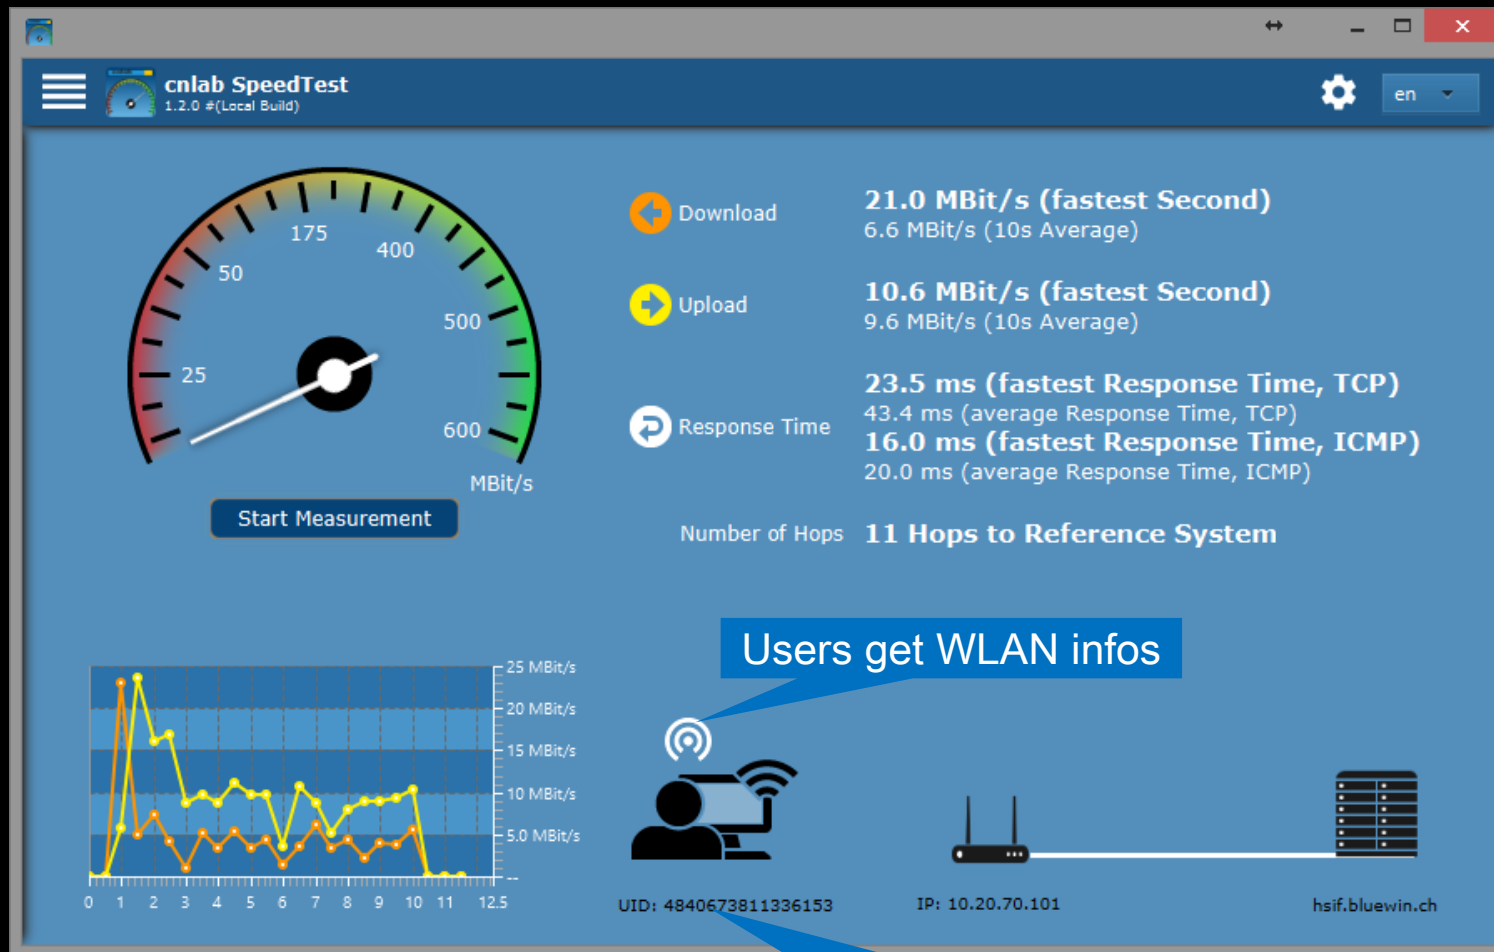 cnlab SpeedTest
1.2.0 #(Local Build)
en
175
400
50
500
25
600
MBit/s
Start Measurement
Download
21.0 MBit/s (fastest Second)
6.6 MBit/s (10s Average)
Upload
10.6 MBit/s (fastest Second)
9.6 MBit/s (10s Average)
Response Time
23.5 ms (fastest Response Time, TCP)
43.4 ms (average Response Time, TCP)
16.0 ms (fastest Response Time, ICMP)
20.0 ms (average Response Time, ICMP)
Number of Hops 11 Hops to Reference System
Users get WLAN infos
25 MBit/s
20 MBit/s
15 MBit/s
10 MBit/s
5.0 MBit/s
--
0 1 2 3 4 5 6 7 8 9 10 11 12.5
UID: 4840673811336153
IP: 10.20.70.101
hsif.bluewin.ch